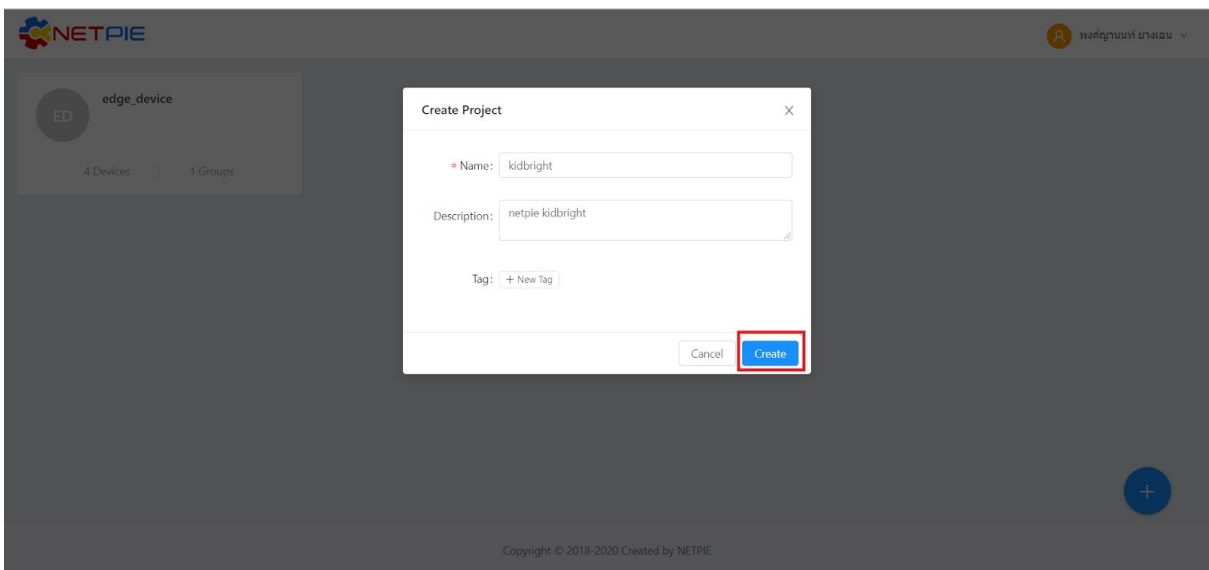 NETPIE
พงศ์ญานนท์ ยางเอน
ED
edge_device
4 Devices
1 Groups
Create Project
* Name:
kidbright
Description:
netpie kidbright
Tag:
+ New Tag
Cancel
Create
Copyright © 2018-2020 Created by NETPIE